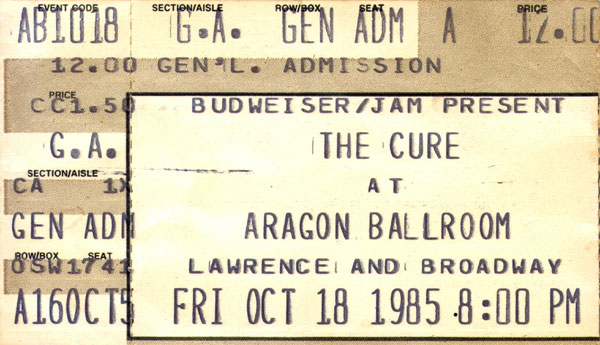 EVENT CODE SECTION/AISLE ROW/BOX SEAT PRICE
AB1018 G.A. GEN ADM A 12.00
12.00 GEN'L. ADMISSION
PRICE
CC1.50 BUDWEISER/JAM PRESENT
G.A. THE CURE
SECTION/AISLE
CA 1X AT
GEN ADM ARAGON BALLROOM
ROW/BOX SEAT
OSW1741 LAWRENCE AND BROADWAY
A16OCT5 FRI OCT 18 1985 8:00 PM